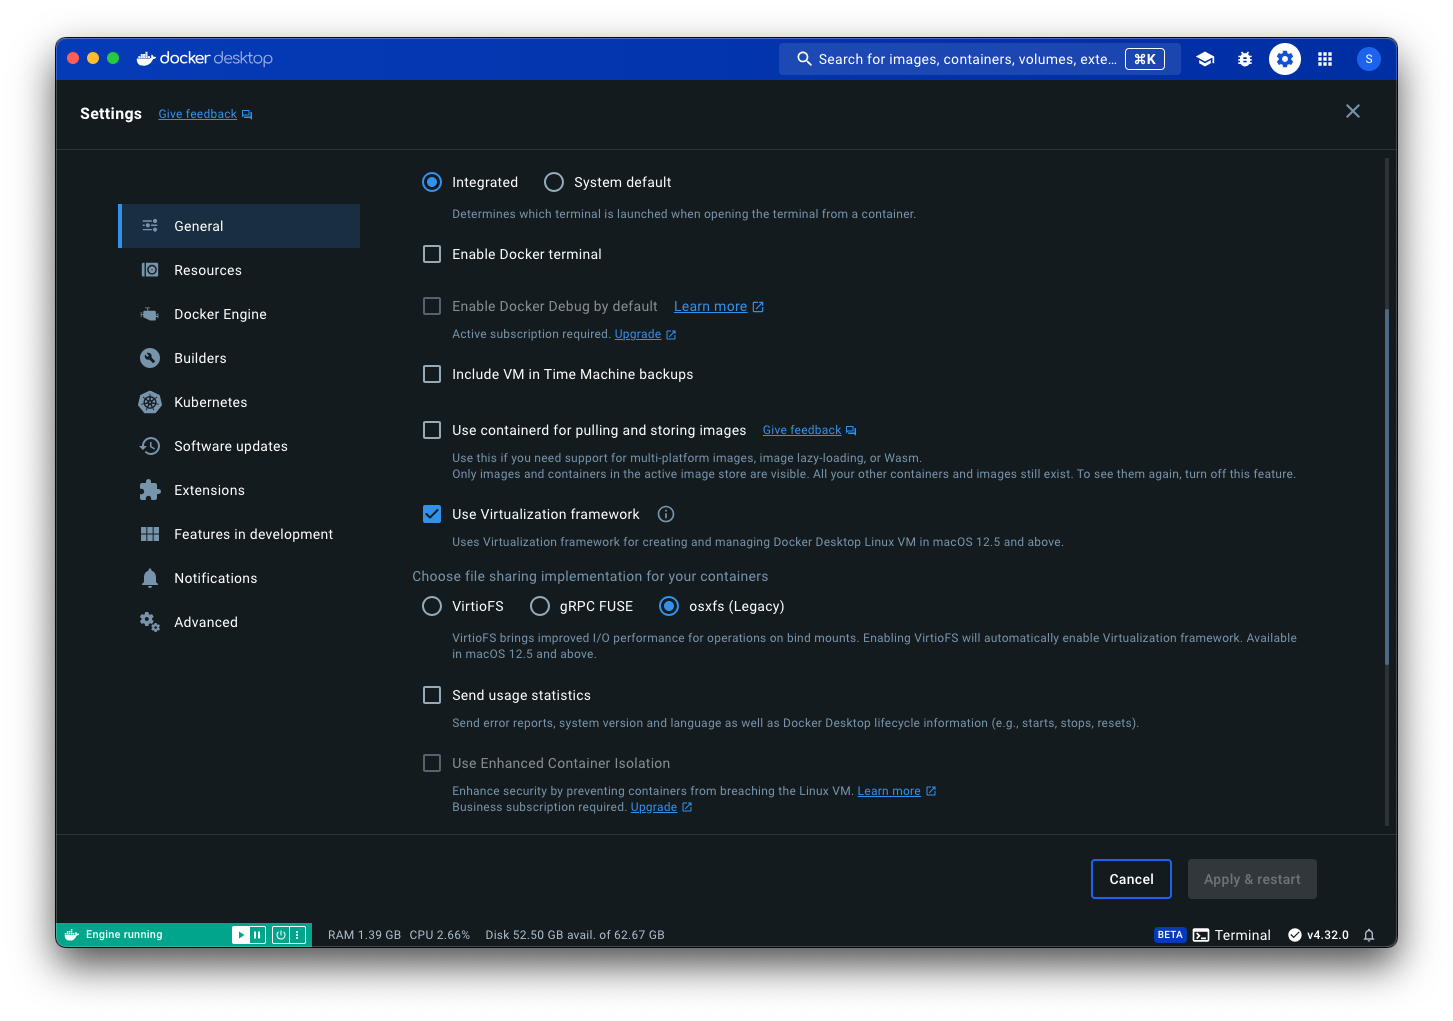 docker desktop
Search for images, containers, volumes, exte... ⌘K
S
Settings
Give feedback
General
Resources
Docker Engine
Builders
Kubernetes
Software updates
Extensions
Features in development
Notifications
Advanced
Integrated
System default
Determines which terminal is launched when opening the terminal from a container.
Enable Docker terminal
Enable Docker Debug by default Learn more
Active subscription required. Upgrade
Include VM in Time Machine backups
Use containerd for pulling and storing images Give feedback
Use this if you need support for multi-platform images, image lazy-loading, or Wasm.
Only images and containers in the active image store are visible. All your other containers and images still exist. To see them again, turn off this feature.
Use Virtualization framework
Uses Virtualization framework for creating and managing Docker Desktop Linux VM in macOS 12.5 and above.
Choose file sharing implementation for your containers
VirtioFS
gRPC FUSE
osxfs (Legacy)
VirtioFS brings improved I/O performance for operations on bind mounts. Enabling VirtioFS will automatically enable Virtualization framework. Available
in macOS 12.5 and above.
Send usage statistics
Send error reports, system version and language as well as Docker Desktop lifecycle information (e.g., starts, stops, resets).
Use Enhanced Container Isolation
Enhance security by preventing containers from breaching the Linux VM. Learn more
Business subscription required. Upgrade
Cancel
Apply & restart
Engine running
RAM 1.39 GB CPU 2.66% Disk 52.50 GB avail. of 62.67 GB
BETA Terminal v4.32.0